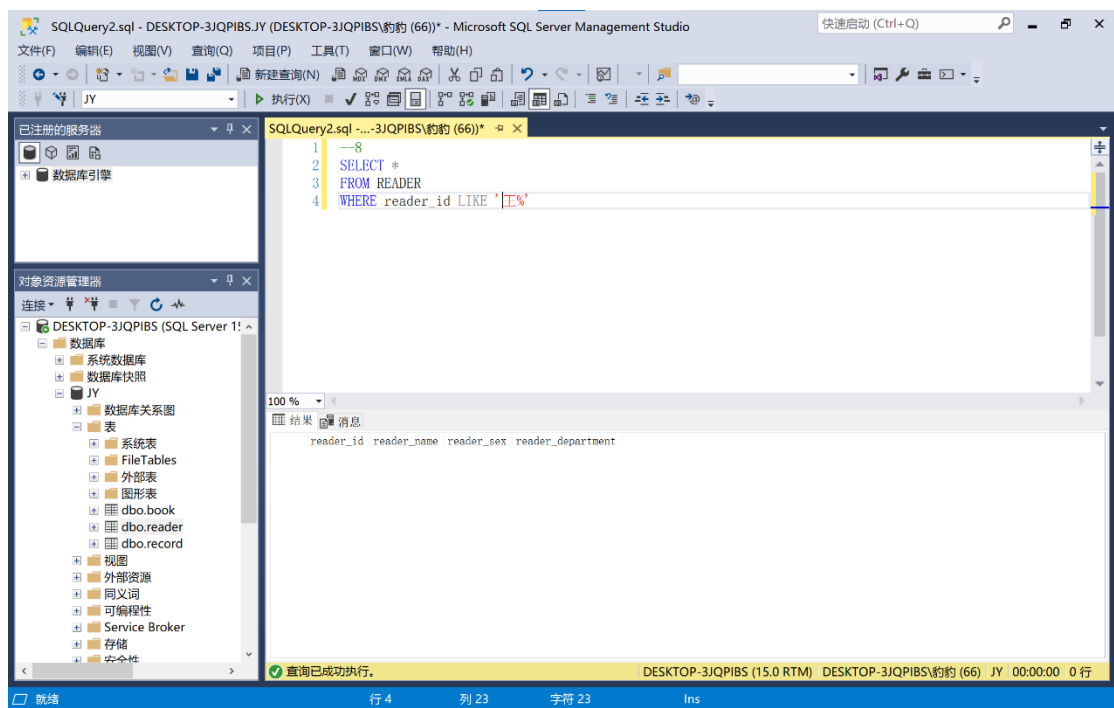 SQLQuery2.sql - DESKTOP-3JQPIBS.JY (DESKTOP-3JQPIBS\豹豹 (66))* - Microsoft SQL Server Management Studio
快速启动 (Ctrl+Q)
文件(F) 编辑(E) 视图(V) 查询(Q) 项目(P) 工具(T) 窗口(W) 帮助(H)
新建查询(N)
JY 执行(X)
已注册的服务器
SQLQuery2.sql -...-3JQPIBS\豹豹 (66))*
数据库引擎
1 --8
2 SELECT *
3 FROM READER
4 WHERE reader_id LIKE '王%'
对象资源管理器
连接
DESKTOP-3JQPIBS (SQL Server 15
数据库
系统数据库
数据库快照
JY
数据库关系图
表
系统表
FileTables
外部表
图形表
dbo.book
dbo.reader
dbo.record
视图
外部资源
同义词
可编程性
Service Broker
存储
安全性
100 %
结果 消息
reader_id reader_name reader_sex reader_department
查询已成功执行。 DESKTOP-3JQPIBS (15.0 RTM) DESKTOP-3JQPIBS\豹豹 (66) JY 00:00:00 0 行
就绪 行 4 列 23 字符 23 Ins